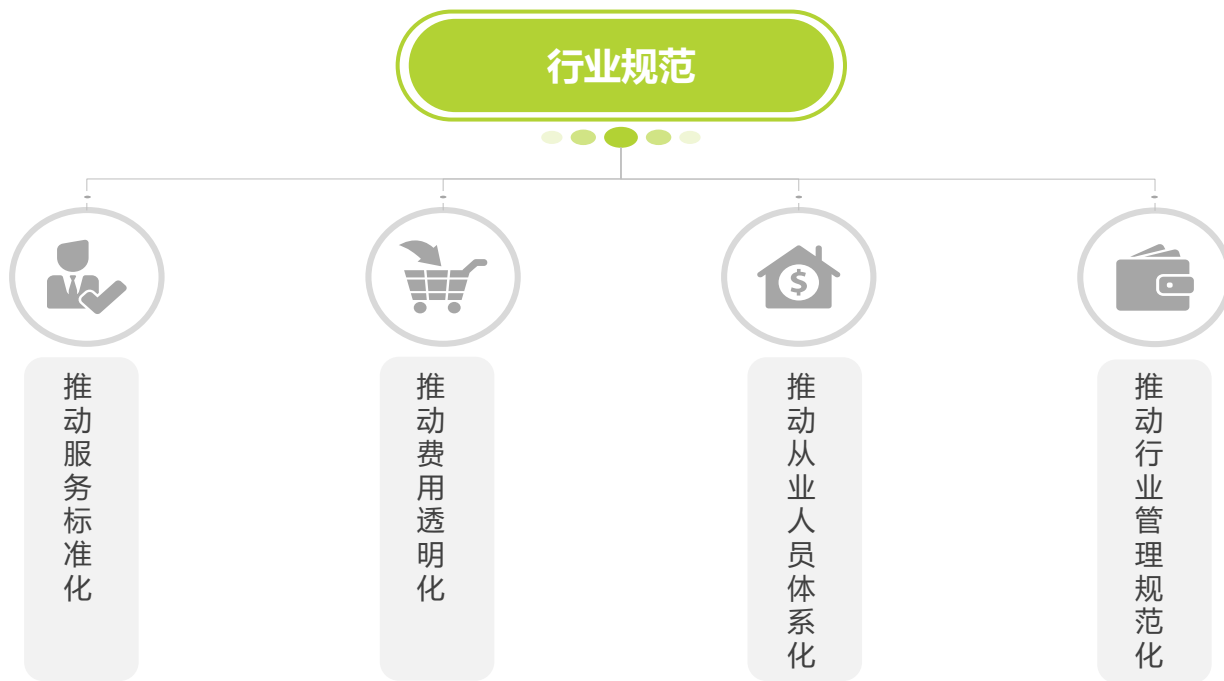 行业规范
推动服务标准化
推动费用透明化
推动从业人员体系化
推动行业管理规范化